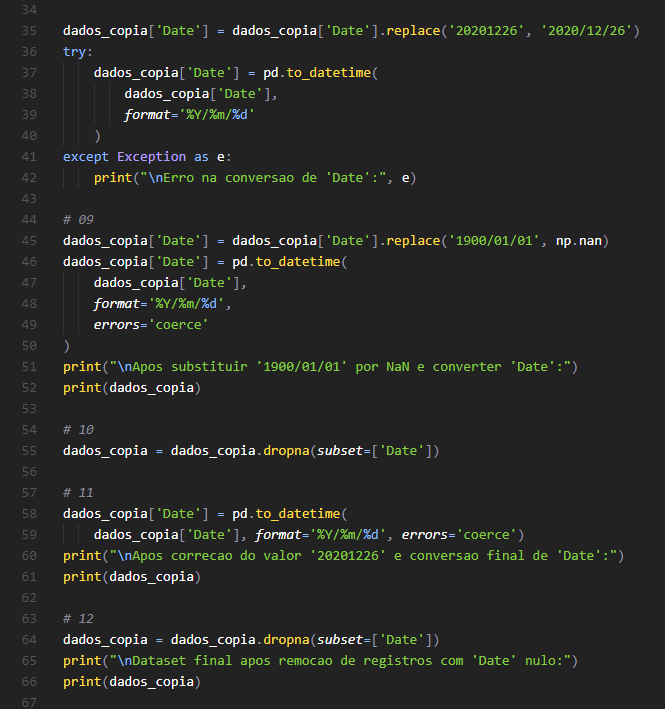 34
35 dados_copia['Date'] = dados_copia['Date'].replace('20201226', '2020/12/26')
36 try:
37     dados_copia['Date'] = pd.to_datetime(
38         dados_copia['Date'],
39         format='%Y/%m/%d'
40     )
41 except Exception as e:
42     print("\nErro na conversao de 'Date':", e)
43
44 # 09
45 dados_copia['Date'] = dados_copia['Date'].replace('1900/01/01', np.nan)
46 dados_copia['Date'] = pd.to_datetime(
47     dados_copia['Date'],
48     format='%Y/%m/%d',
49     errors='coerce'
50 )
51 print("\nApos substituir '1900/01/01' por NaN e converter 'Date':")
52 print(dados_copia)
53
54 # 10
55 dados_copia = dados_copia.dropna(subset=['Date'])
56
57 # 11
58 dados_copia['Date'] = pd.to_datetime(
59     dados_copia['Date'], format='%Y/%m/%d', errors='coerce')
60 print("\nApos correcao do valor '20201226' e conversao final de 'Date':")
61 print(dados_copia)
62
63 # 12
64 dados_copia = dados_copia.dropna(subset=['Date'])
65 print("\nDataset final apos remocao de registros com 'Date' nulo:")
66 print(dados_copia)
67